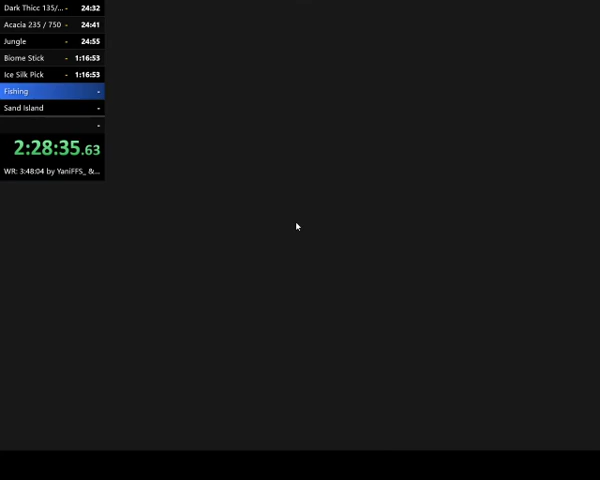 Dark Thicc 135/... - 24:32
Acacia 235 / 750 - 24:41
Jungle - 24:55
Biome Stick - 1:16:53
Ice Silk Pick - 1:16:53
Fishing -
Sand Island -
-
2:28:35.63
WR: 3:48:04 by YaniFFS_ &...